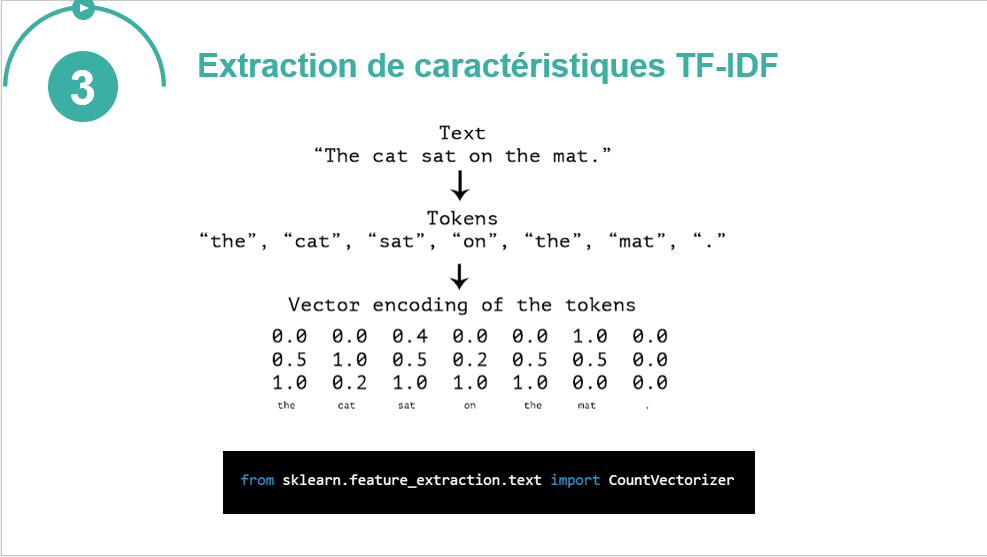 3
Extraction de caractéristiques TF-IDF
Text
“The cat sat on the mat.”
Tokens
“the”, “cat”, “sat”, “on”, “the”, “mat”, “.”
Vector encoding of the tokens
0.0 0.0 0.4 0.0 0.0 1.0 0.0
0.5 1.0 0.5 0.2 0.5 0.5 0.0
1.0 0.2 1.0 1.0 1.0 0.0 0.0
the cat sat on the mat .
from sklearn.feature_extraction.text import CountVectorizer